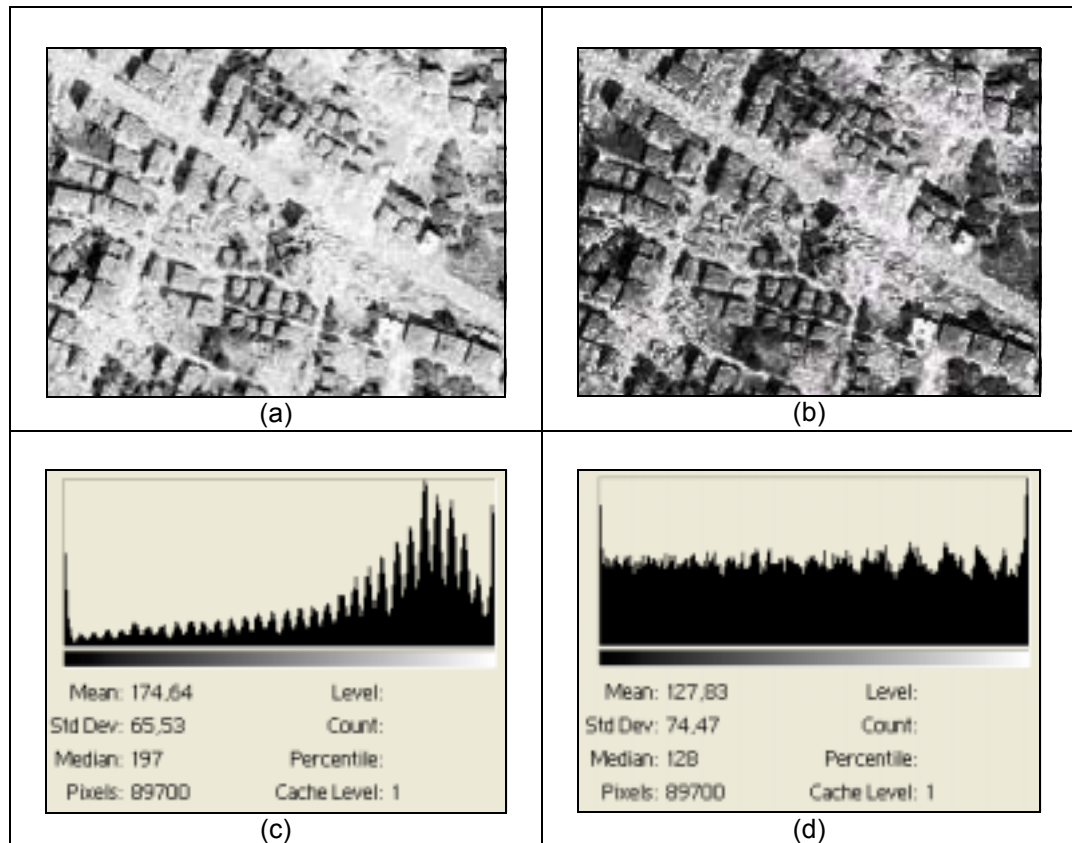 (a)
(b)
Mean: 174,64 Level:
Std Dev: 65,53 Count:
Median: 197 Percentile:
Pixels: 89700 Cache Level: 1
(c)
Mean: 127,83 Level:
Std Dev: 74,47 Count:
Median: 128 Percentile:
Pixels: 89700 Cache Level: 1
(d)